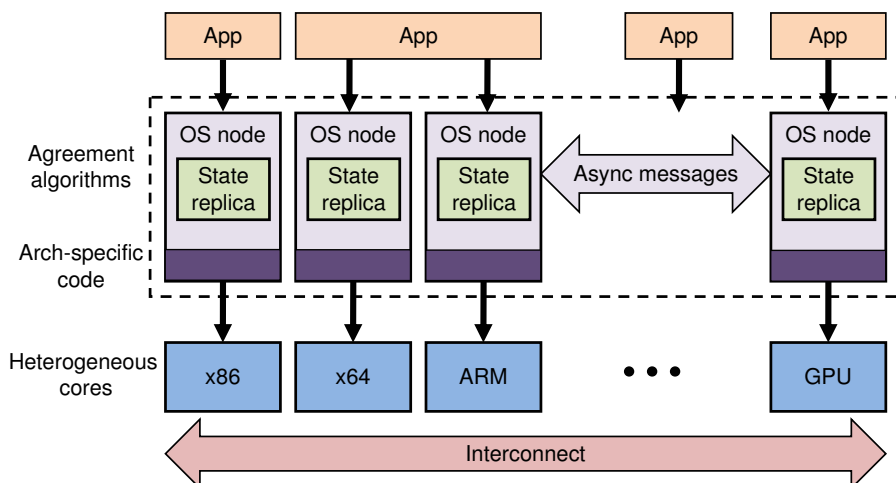 App
App
App
App
OS node
OS node
OS node
OS node
Agreement
algorithms
State
replica
State
replica
State
replica
Async messages
State
replica
Arch-specific
code
Heterogeneous
cores
x86
x64
ARM
• • •
GPU
Interconnect